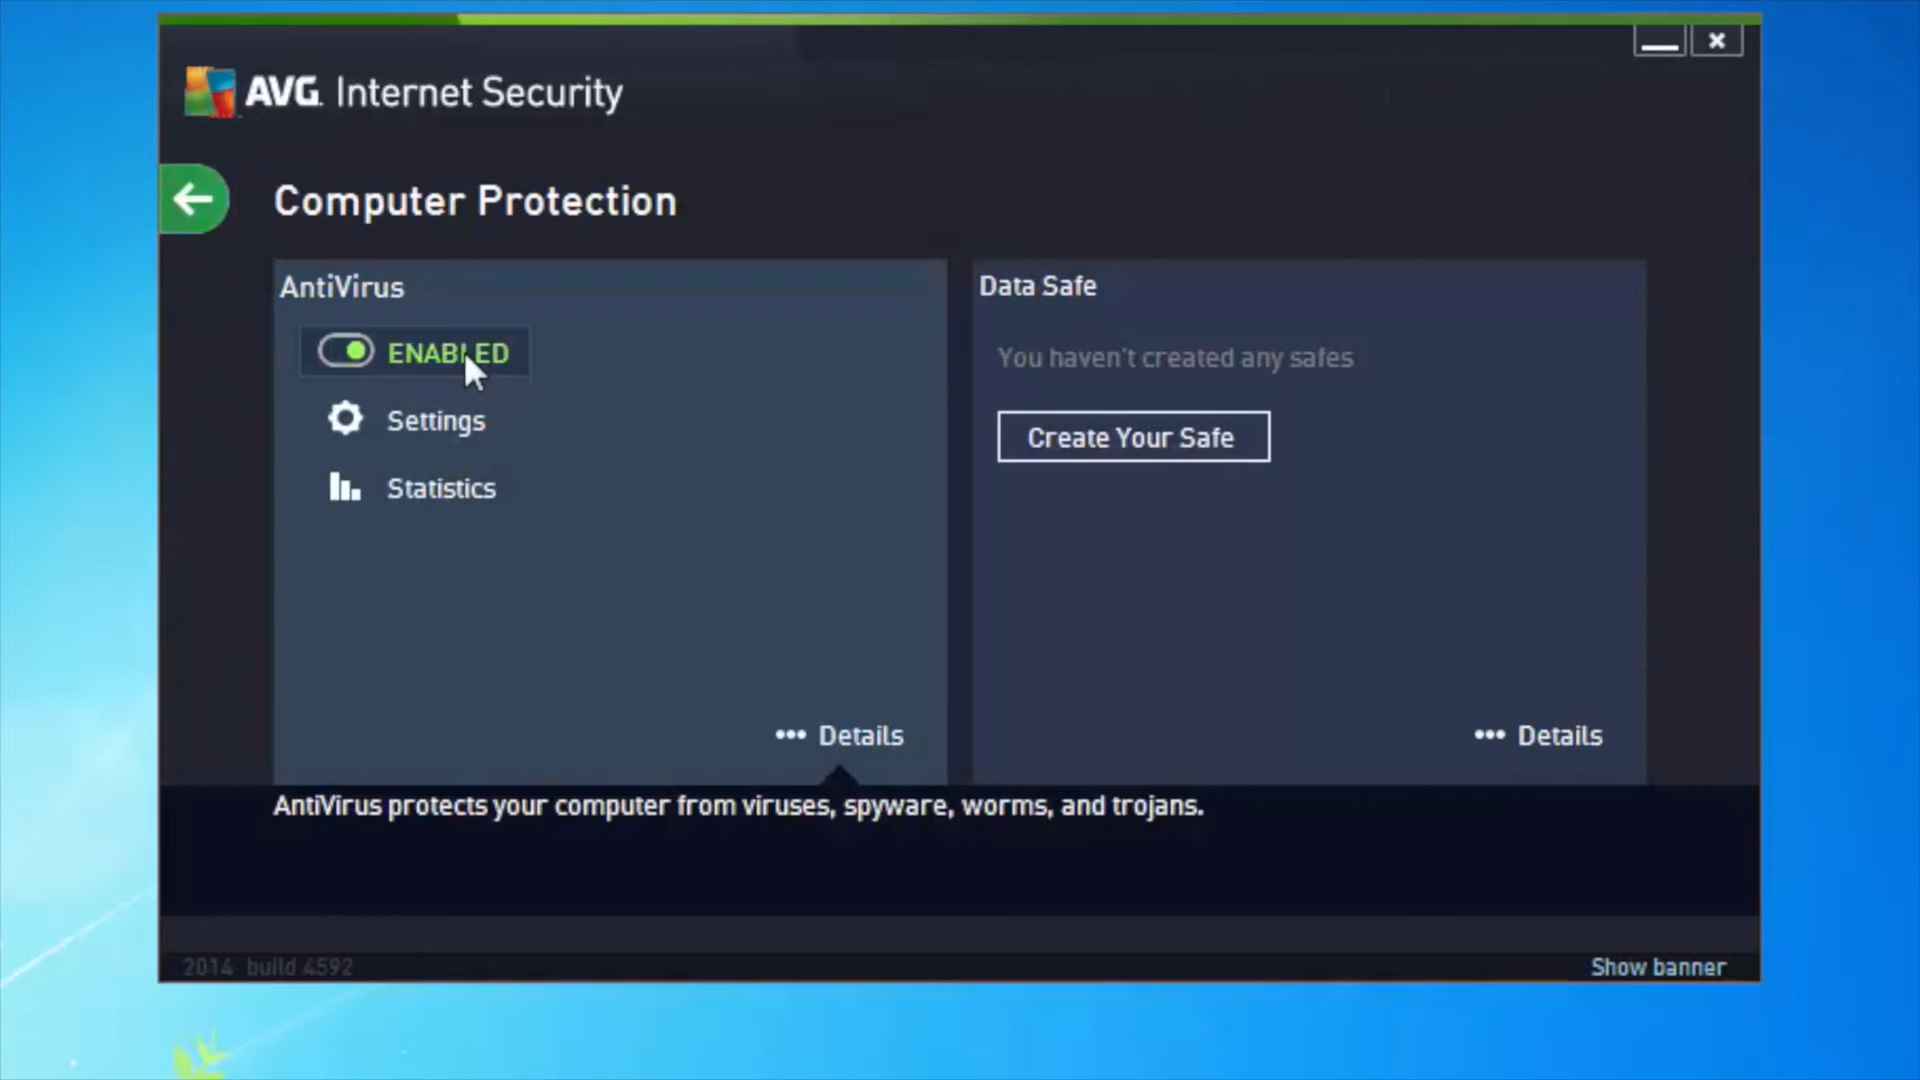 AVG. Internet Security
Computer Protection
AntiVirus
ENABLED
Settings
Statistics
Details
Data Safe
You haven't created any safes
Create Your Safe
Details
AntiVirus protects your computer from viruses, spyware, worms, and trojans.
2014 build 4592
Show banner